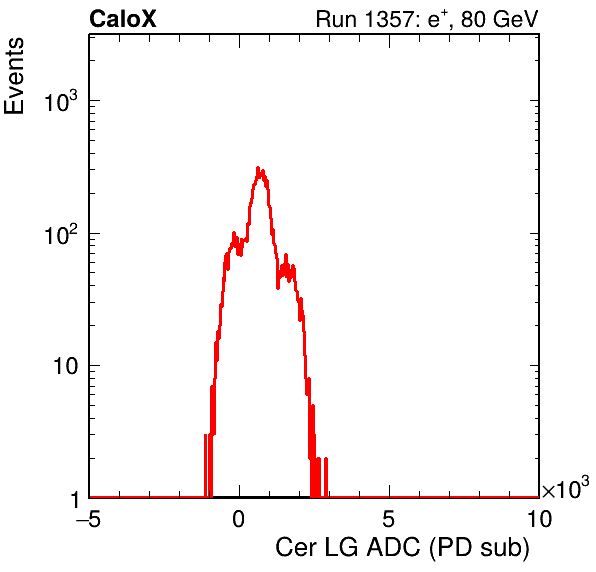 CaloX Run 1357: e⁺, 80 GeV
Events
10³
10²
10
1
−5 0 5 10 ×10³
Cer LG ADC (PD sub)